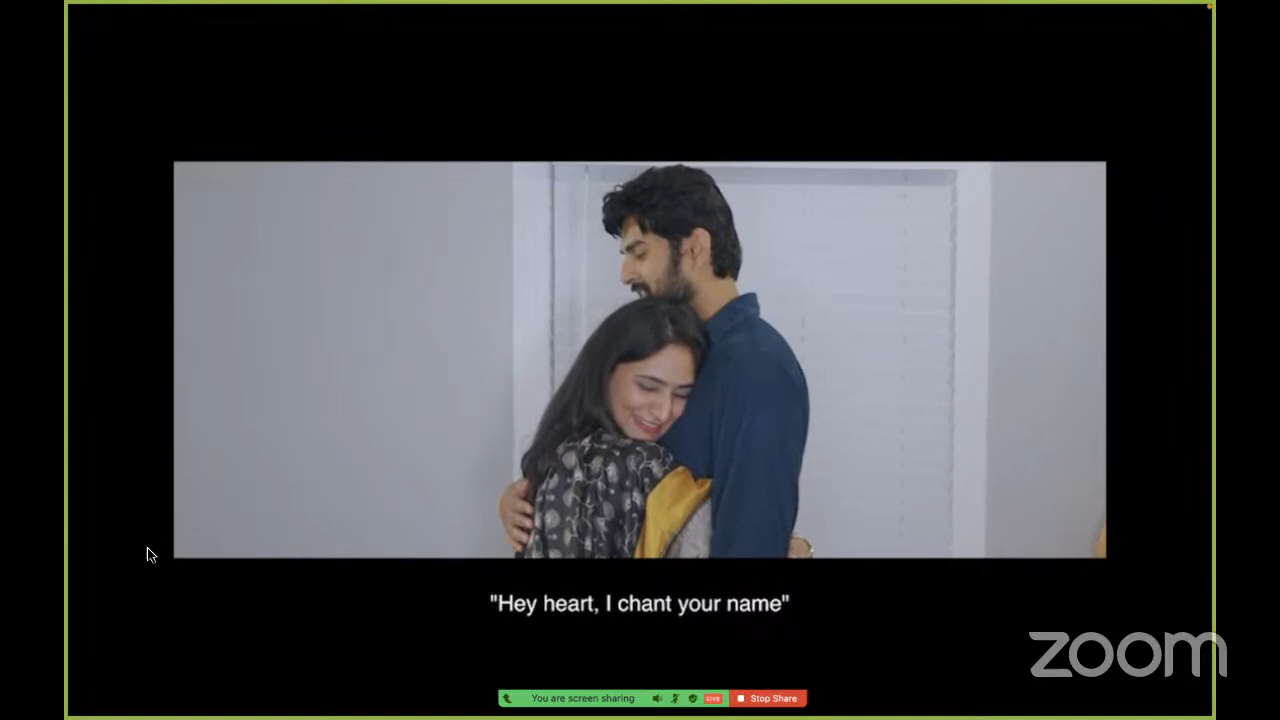 "Hey heart, I chant your name"
zoom
You are screen sharing
LIVE
Stop Share